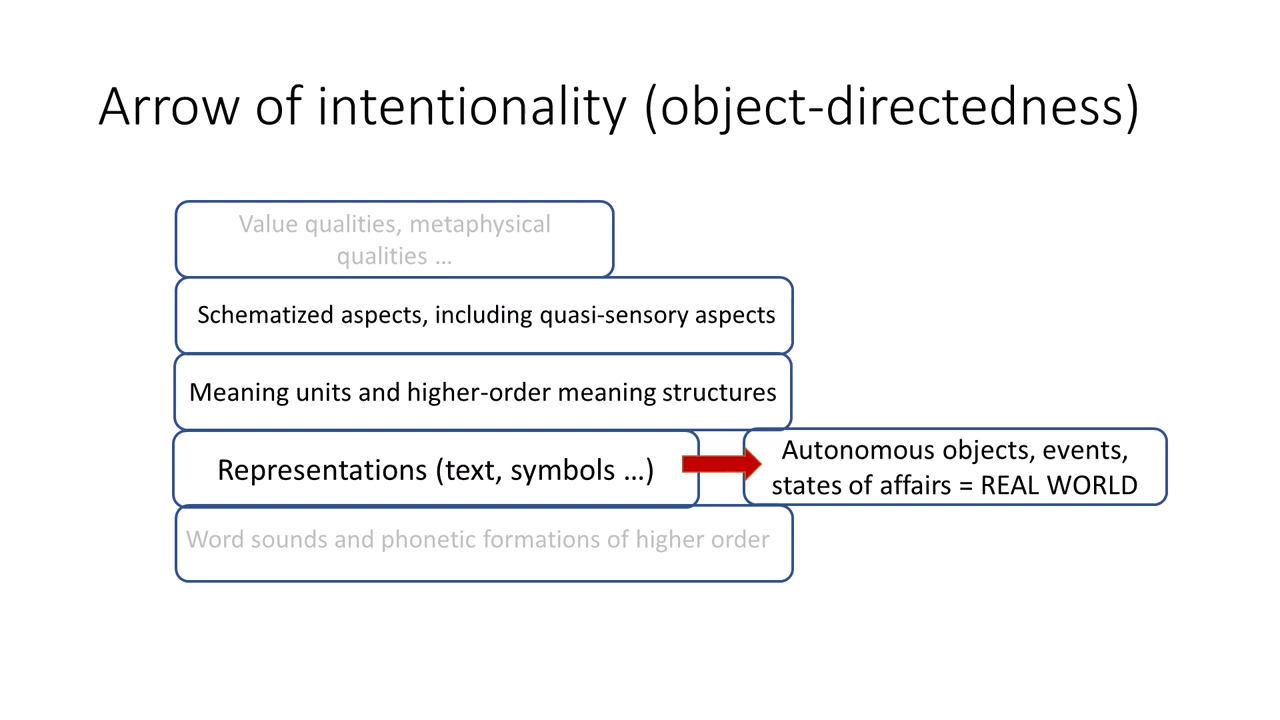 Arrow of intentionality (object-directedness)
Value qualities, metaphysical
qualities …
Schematized aspects, including quasi-sensory aspects
Meaning units and higher-order meaning structures
Representations (text, symbols …)
Autonomous objects, events,
states of affairs = REAL WORLD
Word sounds and phonetic formations of higher order